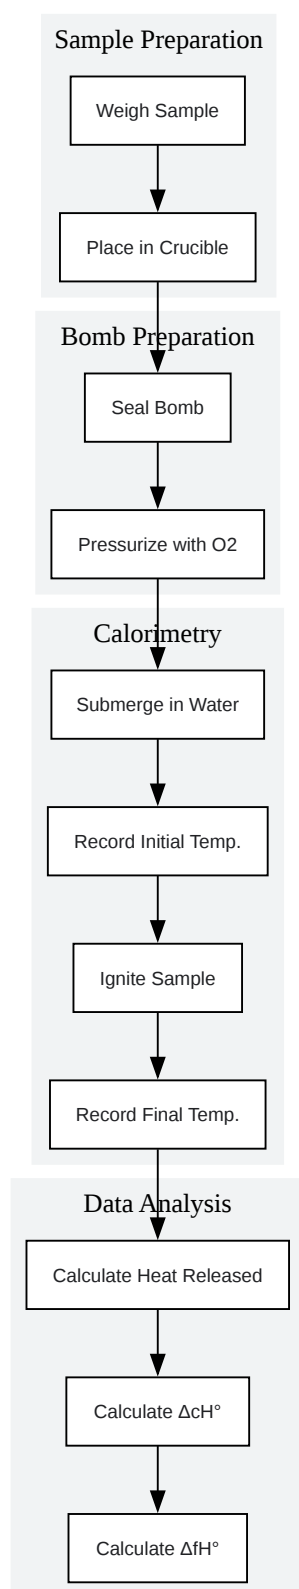 Sample Preparation
Weigh Sample
Place in Crucible
Bomb Preparation
Seal Bomb
Pressurize with O2
Calorimetry
Submerge in Water
Record Initial Temp.
Ignite Sample
Record Final Temp.
Data Analysis
Calculate Heat Released
Calculate ΔcH°
Calculate ΔfH°